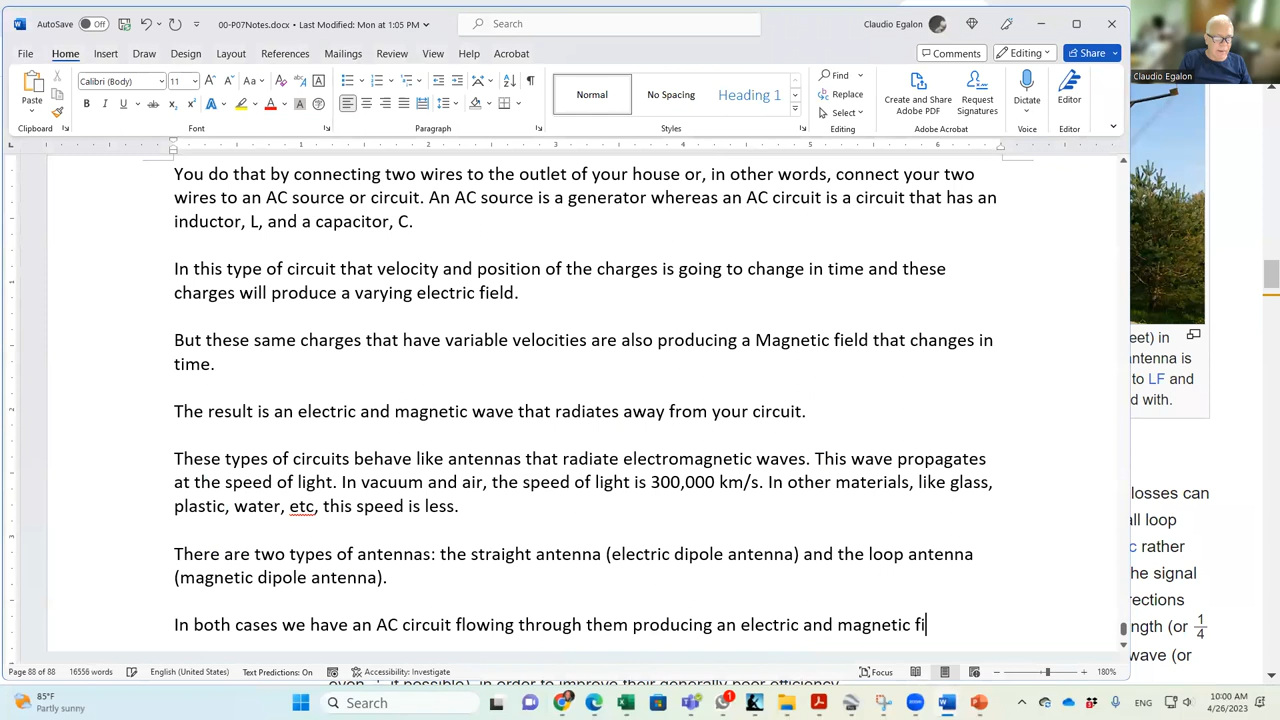 AutoSave Off 00-P07Notes.docx • Last Modified: Mon at 1:05 PM Search Claudio Egalon
File Home Insert Draw Design Layout References Mailings Review View Help Acrobat Comments Editing Share
Claudio Egalon
Paste Calibri (Body) 11 Normal No Spacing Heading 1 Find Replace Select Create and Share Adobe PDF Request Signatures Dictate Editor
Clipboard Font Paragraph Styles Editing Adobe Acrobat Voice Editor
You do that by connecting two wires to the outlet of your house or, in other words, connect your two
wires to an AC source or circuit. An AC source is a generator whereas an AC circuit is a circuit that has an
inductor, L, and a capacitor, C.
In this type of circuit that velocity and position of the charges is going to change in time and these
charges will produce a varying electric field.
But these same charges that have variable velocities are also producing a Magnetic field that changes in
time.
The result is an electric and magnetic wave that radiates away from your circuit.
These types of circuits behave like antennas that radiate electromagnetic waves. This wave propagates
at the speed of light. In vacuum and air, the speed of light is 300,000 km/s. In other materials, like glass,
plastic, water, etc, this speed is less.
There are two types of antennas: the straight antenna (electric dipole antenna) and the loop antenna
(magnetic dipole antenna).
In both cases we have an AC circuit flowing through them producing an electric and magnetic fi
eet) in
ntenna is
to LF and
d with.
losses can
all loop
c rather
he signal
rections
ngth (or 1/4
wave (or
Page 88 of 88 16556 words English (United States) Text Predictions: On Accessibility: Investigate Focus 180%
85°F
Partly sunny
Search
1
ENG
10:00 AM
4/26/2023